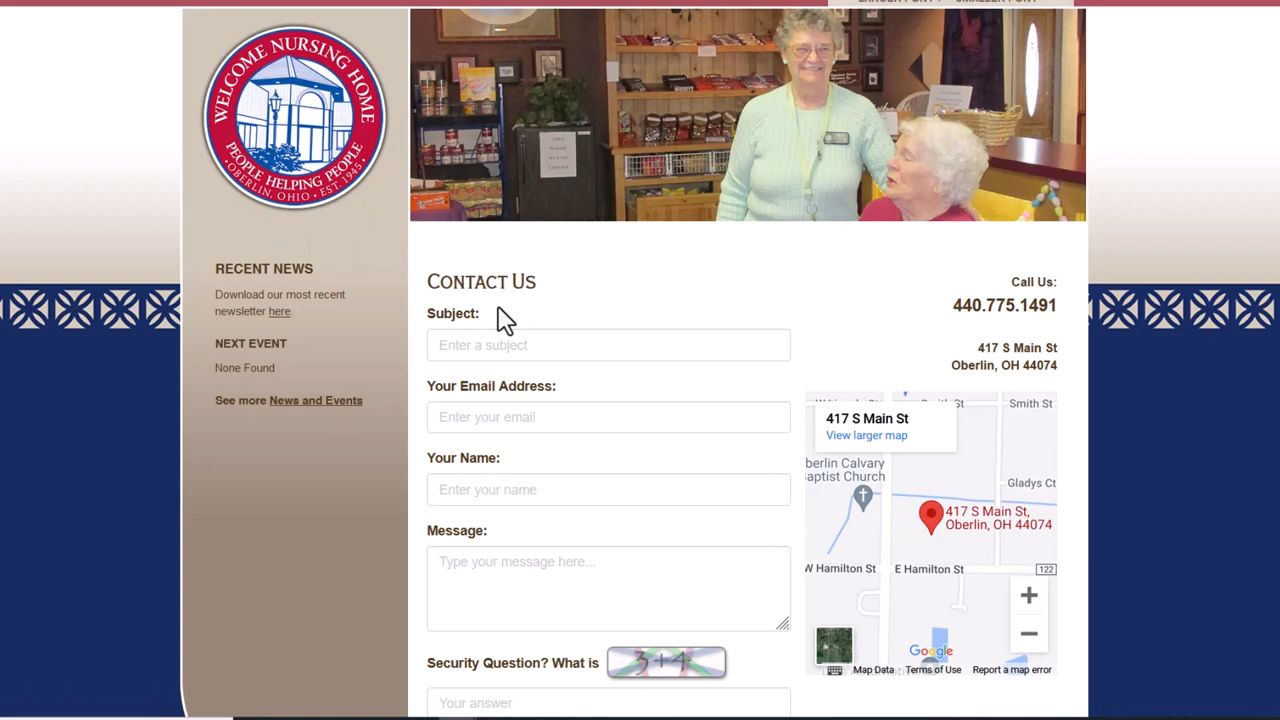 WELCOME NURSING HOME
PEOPLE HELPING PEOPLE
• OBERLIN, OHIO • EST. 1945 •
RECENT NEWS
Download our most recent
newsletter here.
NEXT EVENT
None Found
See more News and Events
CONTACT US
Subject:
Enter a subject
Your Email Address:
Enter your email
Your Name:
Enter your name
Message:
Type your message here...
Security Question? What is 3+4
Your answer
Call Us:
440.775.1491
417 S Main St
Oberlin, OH 44074
Smith St
417 S Main St
View larger map
berlin Calvary
aptist Church
Gladys Ct
417 S Main St,
Oberlin, OH 44074
W Hamilton St
E Hamilton St
122
+
−
Google
Map Data
Terms of Use
Report a map error